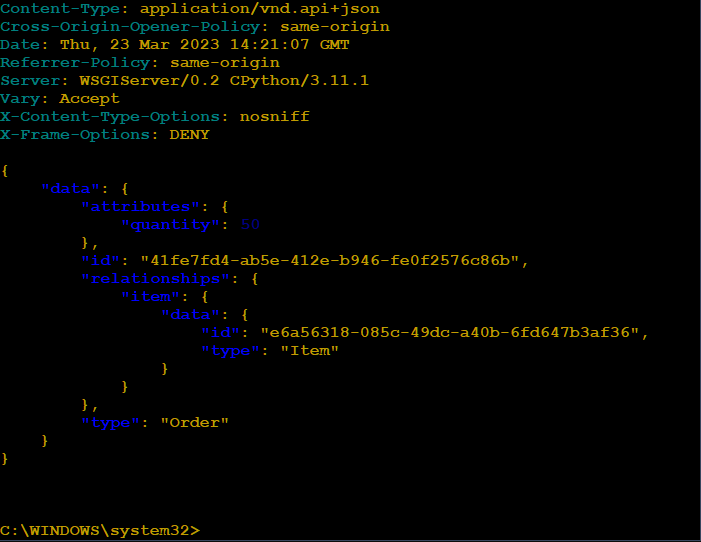 Content-Type: application/vnd.api+json
Cross-Origin-Opener-Policy: same-origin
Date: Thu, 23 Mar 2023 14:21:07 GMT
Referrer-Policy: same-origin
Server: WSGIServer/0.2 CPython/3.11.1
Vary: Accept
X-Content-Type-Options: nosniff
X-Frame-Options: DENY

{
    "data": {
        "attributes": {
            "quantity": 50
        },
        "id": "41fe7fd4-ab5e-412e-b946-fe0f2576c86b",
        "relationships": {
            "item": {
                "data": {
                    "id": "e6a56318-085c-49dc-a40b-6fd647b3af36",
                    "type": "Item"
                }
            }
        },
        "type": "Order"
    }
}

C:\WINDOWS\system32>